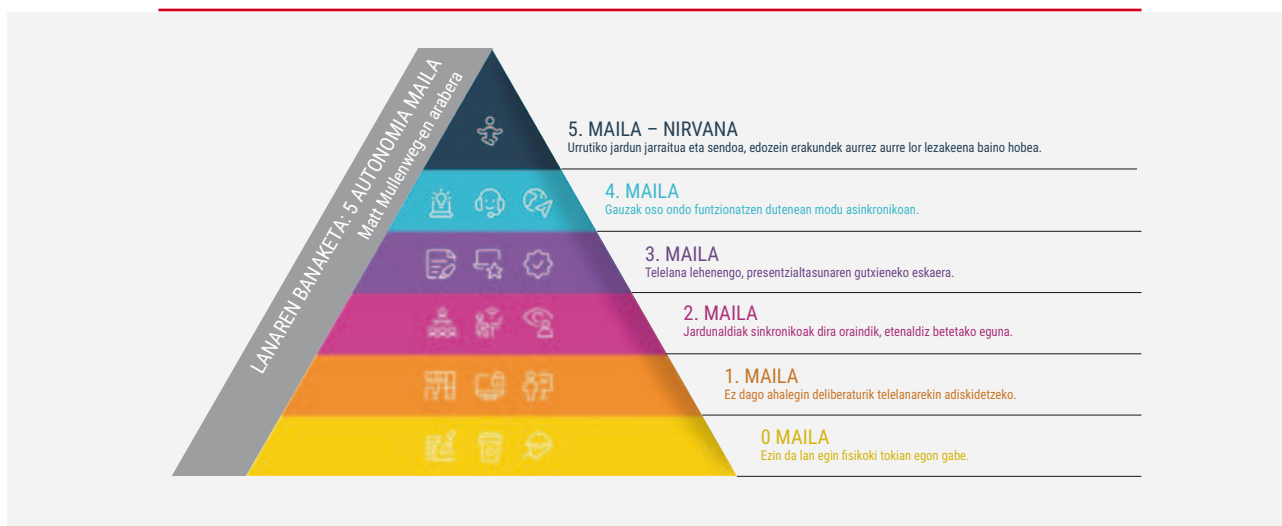 LANAREN BANAKETA: 5 AUTONOMIA MAILA
Matt Mullenweg-en arabera
5. MAILA – NIRVANA
Urrutiko jardun jarraitua eta sendoa, edozein erakundek aurrez aurre lor lezakeena baino hobea.
4. MAILA
Gauzak oso ondo funtzionatzen dutenean modu asinkronikoan.
3. MAILA
Telelana lehenengo, presentzialtasunaren gutxieneko eskaera.
2. MAILA
Jardunaldiak sinkronikoak dira oraindik, etenaldiz betetako eguna.
1. MAILA
Ez dago ahalegin deliberaturik telelanarekin adiskidetzeko.
0 MAILA
Ezin da lan egin fisikoki tokian egon gabe.